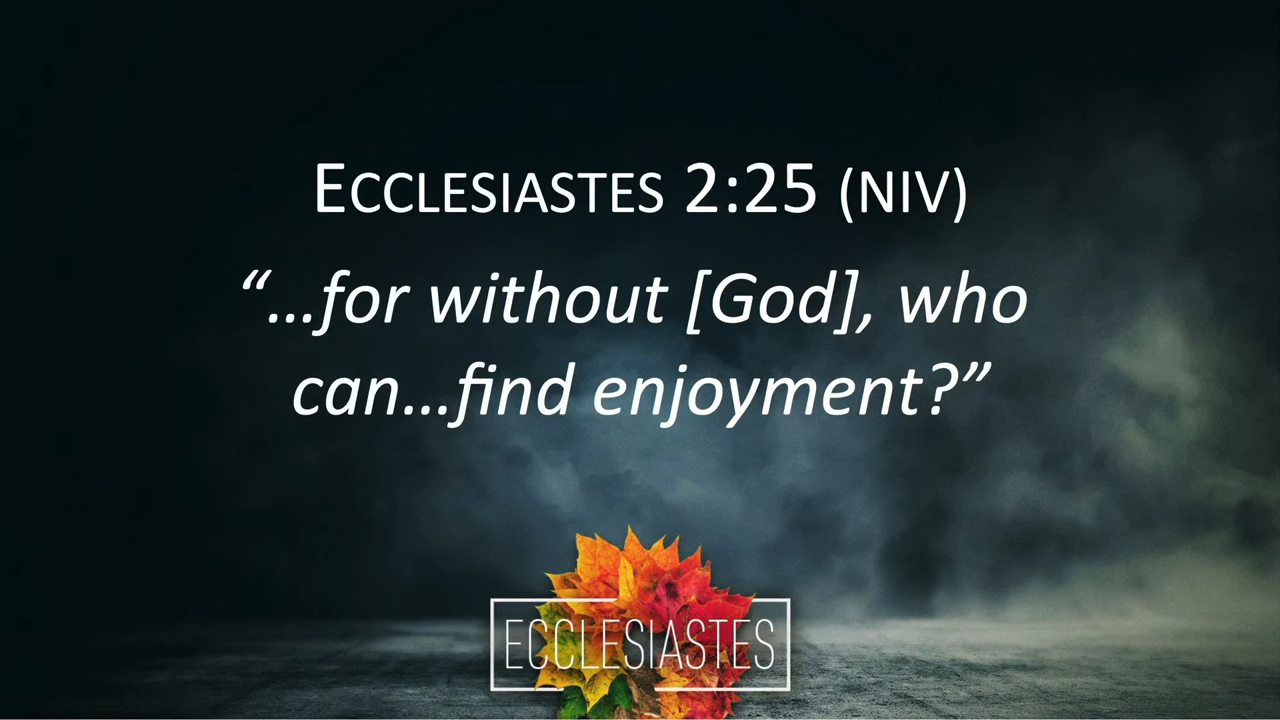 ECCLESIASTES 2:25 (NIV)
“…for without [God], who
can…find enjoyment?”
ECCLESIASTES